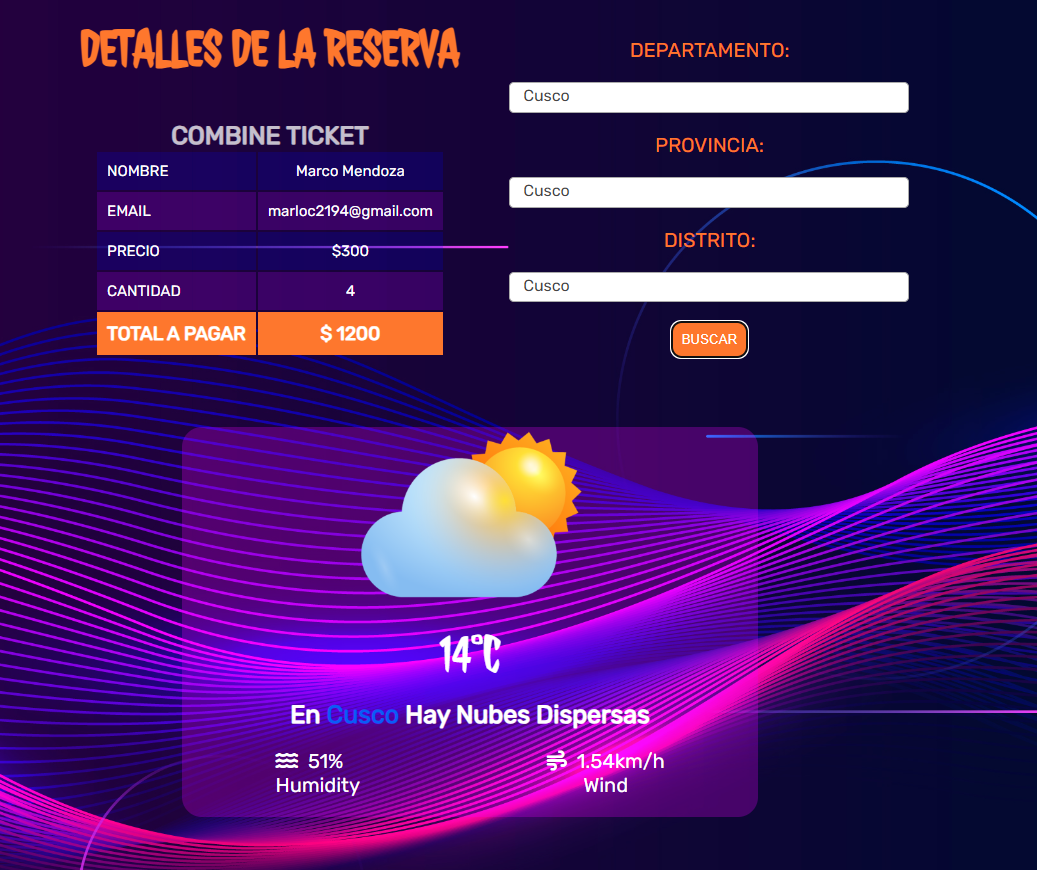 DETALLES DE LA RESERVA
COMBINE TICKET
NOMBRE Marco Mendoza
EMAIL marloc2194@gmail.com
PRECIO $300
CANTIDAD 4
TOTAL A PAGAR $ 1200
DEPARTAMENTO:
Cusco
PROVINCIA:
Cusco
DISTRITO:
Cusco
BUSCAR
14°C
En Cusco Hay Nubes Dispersas
51%
Humidity
1.54km/h
Wind